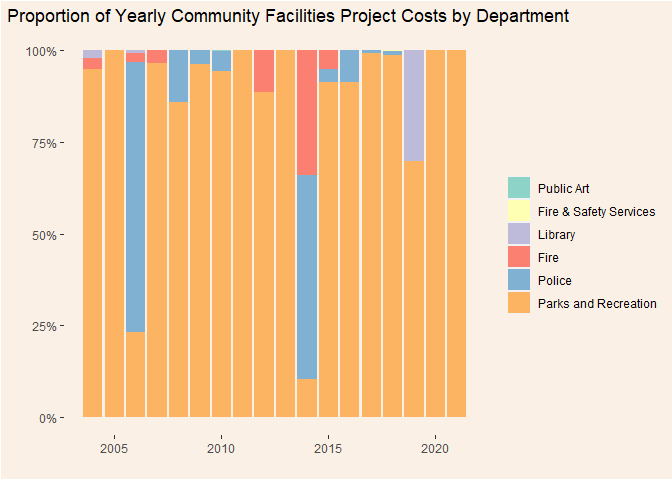 Proportion of Yearly Community Facilities Project Costs by Department
100%
75%
50%
25%
0%
2005
2010
2015
2020
Public Art
Fire & Safety Services
Library
Fire
Police
Parks and Recreation